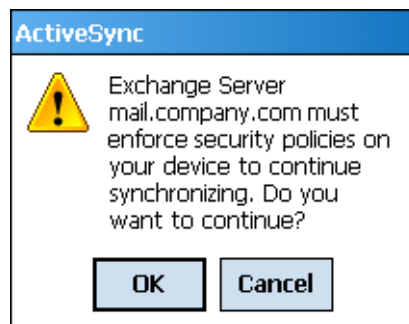 ActiveSync
Exchange Server
mail.company.com must
enforce security policies on
your device to continue
synchronizing. Do you
want to continue?
OK Cancel